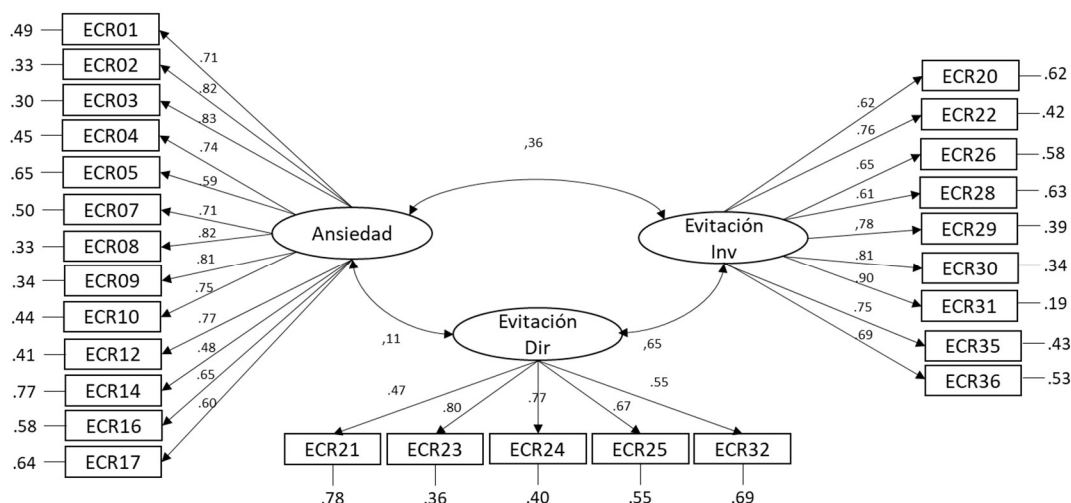 .49 ECR01
.33 ECR02
.30 ECR03
.45 ECR04
.65 ECR05
.50 ECR07
.33 ECR08
.34 ECR09
.44 ECR10
.41 ECR12
.77 ECR14
.58 ECR16
.64 ECR17
.71
.82
.83
.74
.59
.71
.82
.81
.75
.77
.48
.65
.60
Ansiedad
,36
,11
,65
Evitación
Inv
.62
.76
.65
.61
,78
.81
.90
.75
.69
ECR20 .62
ECR22 .42
ECR26 .58
ECR28 .63
ECR29 .39
ECR30 .34
ECR31 .19
ECR35 .43
ECR36 .53
Evitación
Dir
.47 .80 .77 .67 .55
ECR21 ECR23 ECR24 ECR25 ECR32
.78 .36 .40 .55 .69